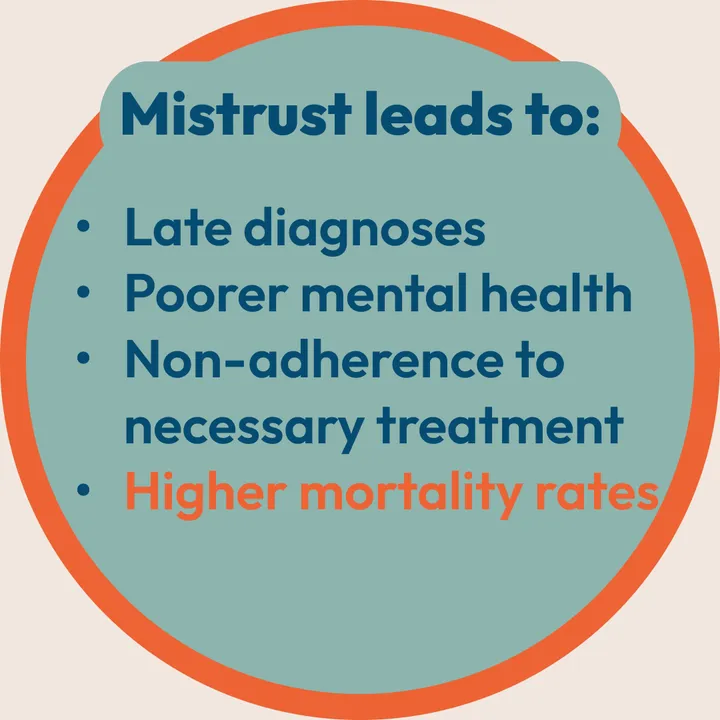 Mistrust leads to:
• Late diagnoses
• Poorer mental health
• Non-adherence to
necessary treatment
• Higher mortality rates